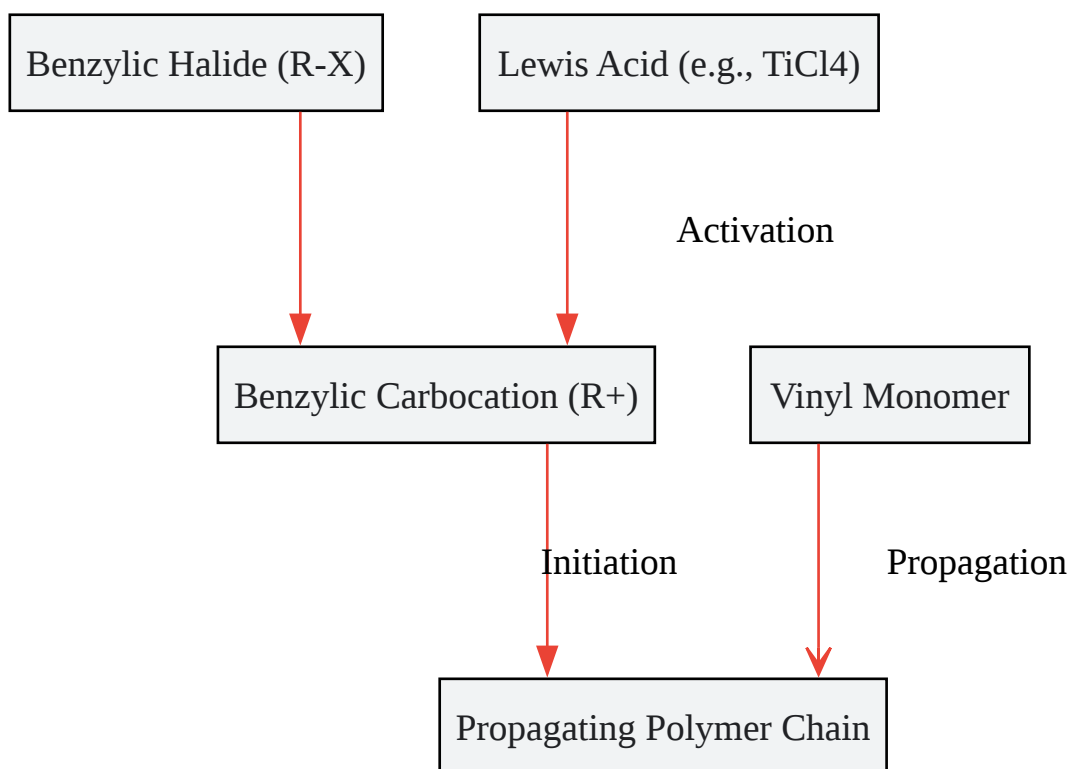 Benzylic Halide (R-X)
Lewis Acid (e.g., TiCl4)
Activation
Benzylic Carbocation (R+)
Vinyl Monomer
Initiation
Propagation
Propagating Polymer Chain